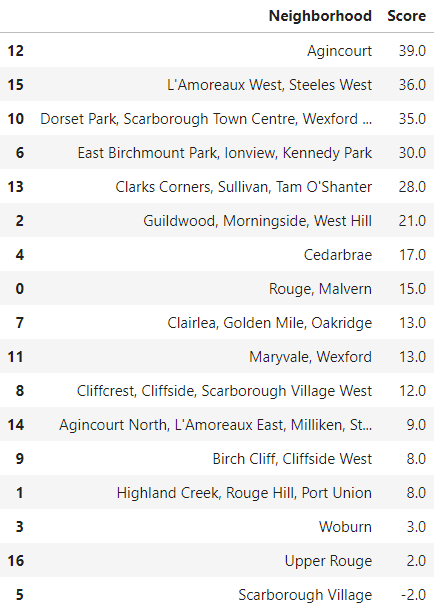 Neighborhood Score
12 Agincourt 39.0
15 L'Amoreaux West, Steeles West 36.0
10 Dorset Park, Scarborough Town Centre, Wexford ... 35.0
6 East Birchmount Park, Ionview, Kennedy Park 30.0
13 Clarks Corners, Sullivan, Tam O'Shanter 28.0
2 Guildwood, Morningside, West Hill 21.0
4 Cedarbrae 17.0
0 Rouge, Malvern 15.0
7 Clairlea, Golden Mile, Oakridge 13.0
11 Maryvale, Wexford 13.0
8 Cliffcrest, Cliffside, Scarborough Village West 12.0
14 Agincourt North, L'Amoreaux East, Milliken, St... 9.0
9 Birch Cliff, Cliffside West 8.0
1 Highland Creek, Rouge Hill, Port Union 8.0
3 Woburn 3.0
16 Upper Rouge 2.0
5 Scarborough Village -2.0